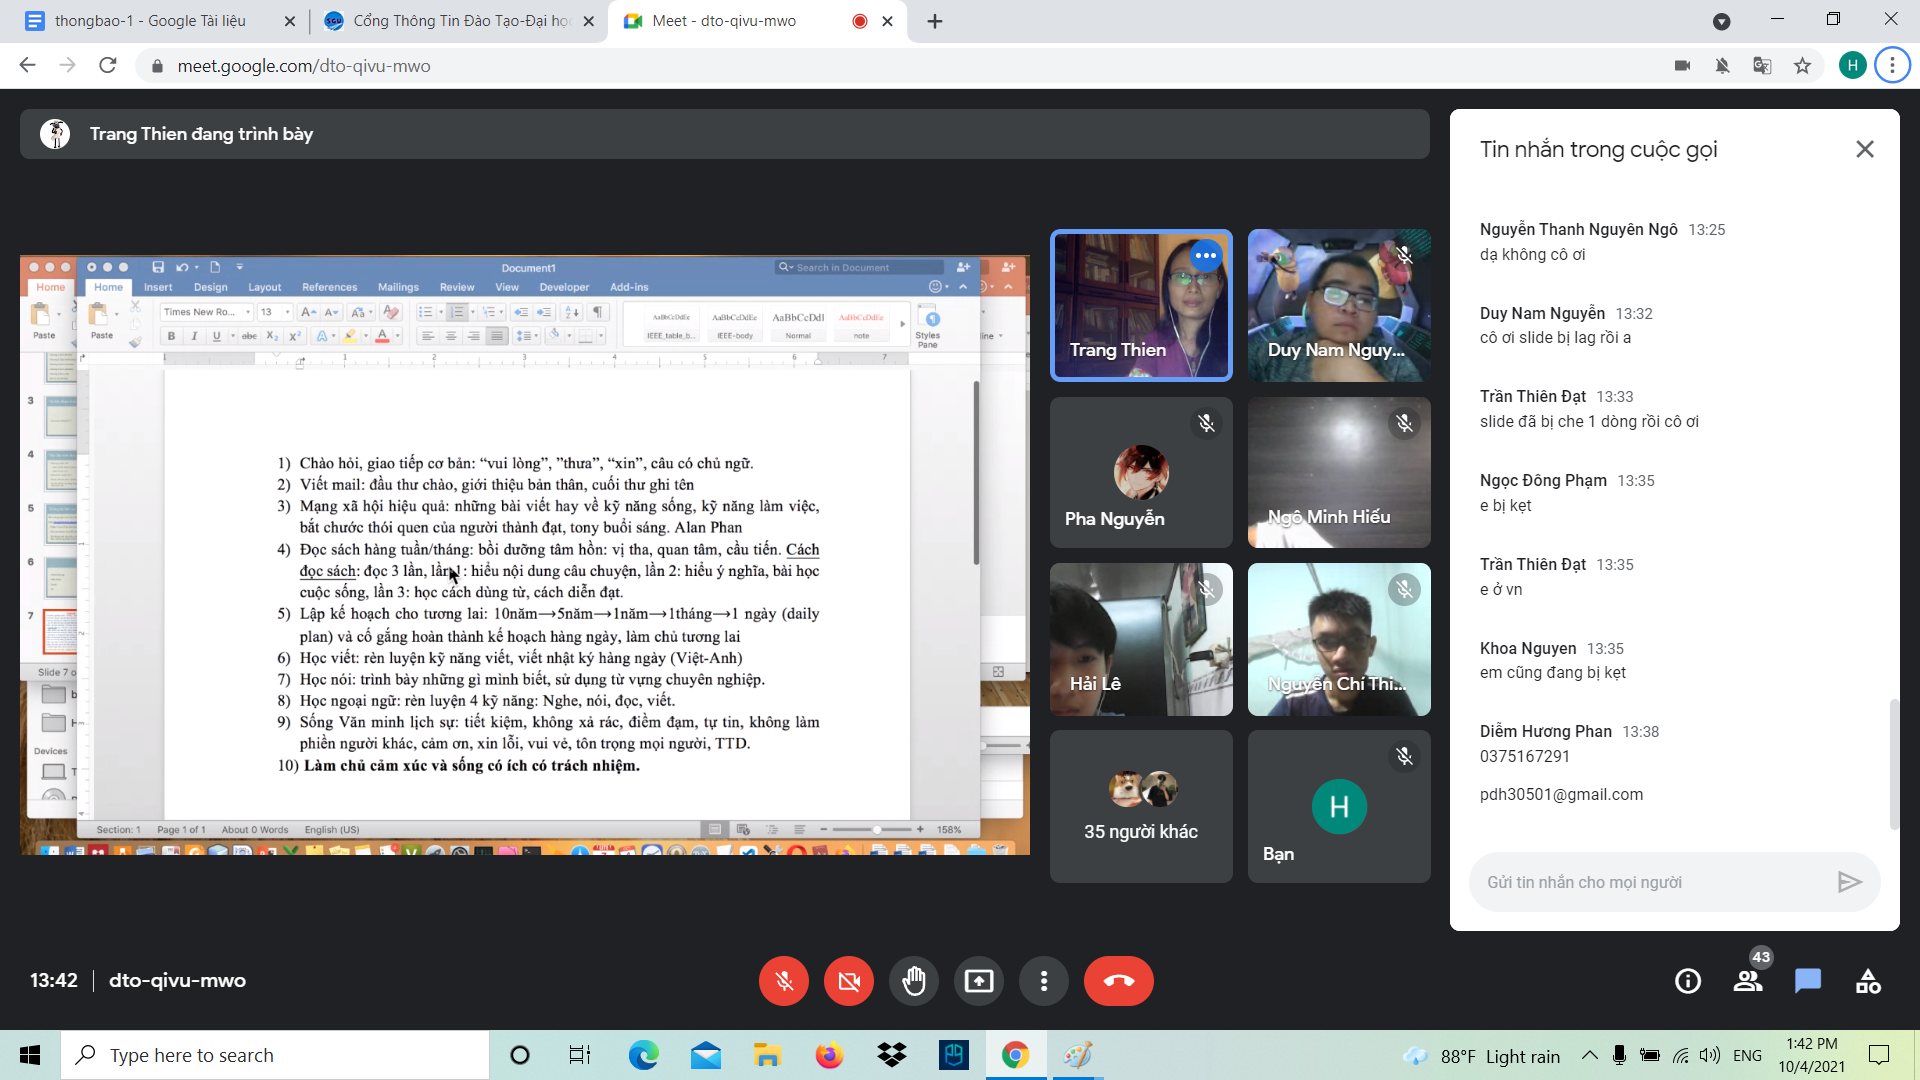 thongbao-1 - Google Tài liệu
Cổng Thông Tin Đào Tạo-Đại họ
Meet - dto-qivu-mwo
meet.google.com/dto-qivu-mwo
H
Trang Thien đang trình bày
Document1
Search in Document
Home
Home
Insert
Design
Layout
References
Mailings
Review
View
Developer
Add-ins
Paste
Paste
Times New Ro...
13
AaBbCcDdEe
IEEE_table_b...
AaBbCcDdEe
IEEE-body
AaBbCcDdI
Normal
AaBbCcDdEe
note
Styles
Pane
1) Chào hỏi, giao tiếp cơ bản: “vui lòng”, ”thưa”, “xin”, câu có chủ ngữ.
2) Viết mail: đầu thư chào, giới thiệu bản thân, cuối thư ghi tên
3) Mạng xã hội hiệu quả: những bài viết hay về kỹ năng sống, kỹ năng làm việc,
bắt chước thói quen của người thành đạt, tony buổi sáng. Alan Phan
4) Đọc sách hàng tuần/tháng: bồi dưỡng tâm hồn: vị tha, quan tâm, cầu tiến. Cách
đọc sách: đọc 3 lần, lần 1: hiểu nội dung câu chuyện, lần 2: hiểu ý nghĩa, bài học
cuộc sống, lần 3: học cách dùng từ, cách diễn đạt.
5) Lập kế hoạch cho tương lai: 10năm→5năm→1năm→1tháng→1 ngày (daily
plan) và cố gắng hoàn thành kế hoạch hàng ngày, làm chủ tương lai
6) Học viết: rèn luyện kỹ năng viết, viết nhật ký hàng ngày (Việt-Anh)
7) Học nói: trình bày những gì mình biết, sử dụng từ vựng chuyên nghiệp.
8) Học ngoại ngữ: rèn luyện 4 kỹ năng: Nghe, nói, đọc, viết.
9) Sống Văn minh lịch sự: tiết kiệm, không xả rác, điềm đạm, tự tin, không làm
phiền người khác, cảm ơn, xin lỗi, vui vẻ, tôn trọng mọi người, TTD.
10) Làm chủ cảm xúc và sống có ích có trách nhiệm.
3
4
5
6
7
Slide 7 o
Devices
Section: 1
Page 1 of 1
About 0 Words
English (US)
158%
Trang Thien
Duy Nam Nguy...
Pha Nguyễn
Ngô Minh Hiếu
Hải Lê
Nguyễn Chí Thi...
35 người khác
H
Bạn
Tin nhắn trong cuộc gọi
Nguyễn Thanh Nguyên Ngô 13:25
dạ không cô ơi
Duy Nam Nguyễn 13:32
cô ơi slide bị lag rồi a
Trần Thiên Đạt 13:33
slide đã bị che 1 dòng rồi cô ơi
Ngọc Đông Phạm 13:35
e bị kẹt
Trần Thiên Đạt 13:35
e ở vn
Khoa Nguyen 13:35
em cũng đang bị kẹt
Diễm Hương Phan 13:38
0375167291
pdh30501@gmail.com
Gửi tin nhắn cho mọi người
13:42
dto-qivu-mwo
43
Type here to search
88°F Light rain
ENG
1:42 PM
10/4/2021